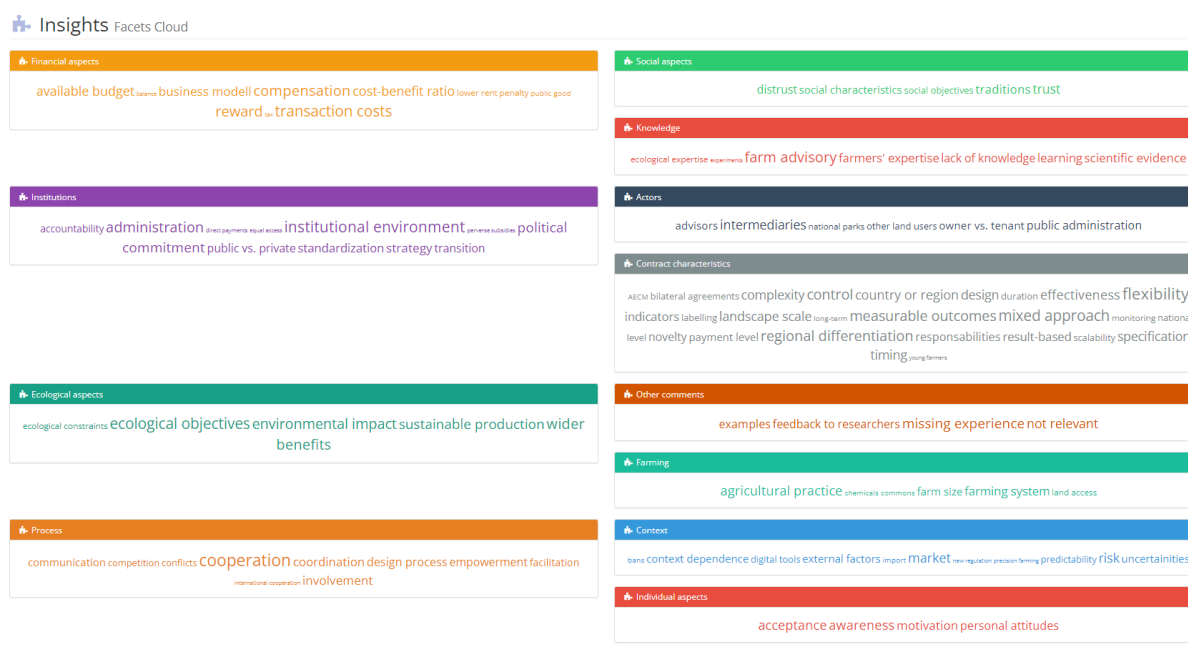 Insights Facets Cloud
Financial aspects
available budget balance business modell compensation cost-benefit ratio lower rent penalty public good
reward tax transaction costs
Social aspects
distrust social characteristics social objectives traditions trust
Knowledge
ecological expertise experiments farm advisory farmers' expertise lack of knowledge learning scientific evidence
Institutions
accountability administration direct payments equal access institutional environment perverse subsidies political
commitment public vs. private standardization strategy transition
Actors
advisors intermediaries national parks other land users owner vs. tenant public administration
Contract characteristics
AECM bilateral agreements complexity control country or region design duration effectiveness flexibility
indicators labelling landscape scale long-term measurable outcomes mixed approach monitoring nationa
level novelty payment level regional differentiation responsabilities result-based scalability specification
timing young farmers
Ecological aspects
ecological constraints ecological objectives environmental impact sustainable production wider
benefits
Other comments
examples feedback to researchers missing experience not relevant
Farming
agricultural practice chemicals commons farm size farming system land access
Process
communication competition conflicts cooperation coordination design process empowerment facilitation
international cooperation involvement
Context
bans context dependence digital tools external factors import market new regulation precision farming predictability risk uncertainities
Individual aspects
acceptance awareness motivation personal attitudes